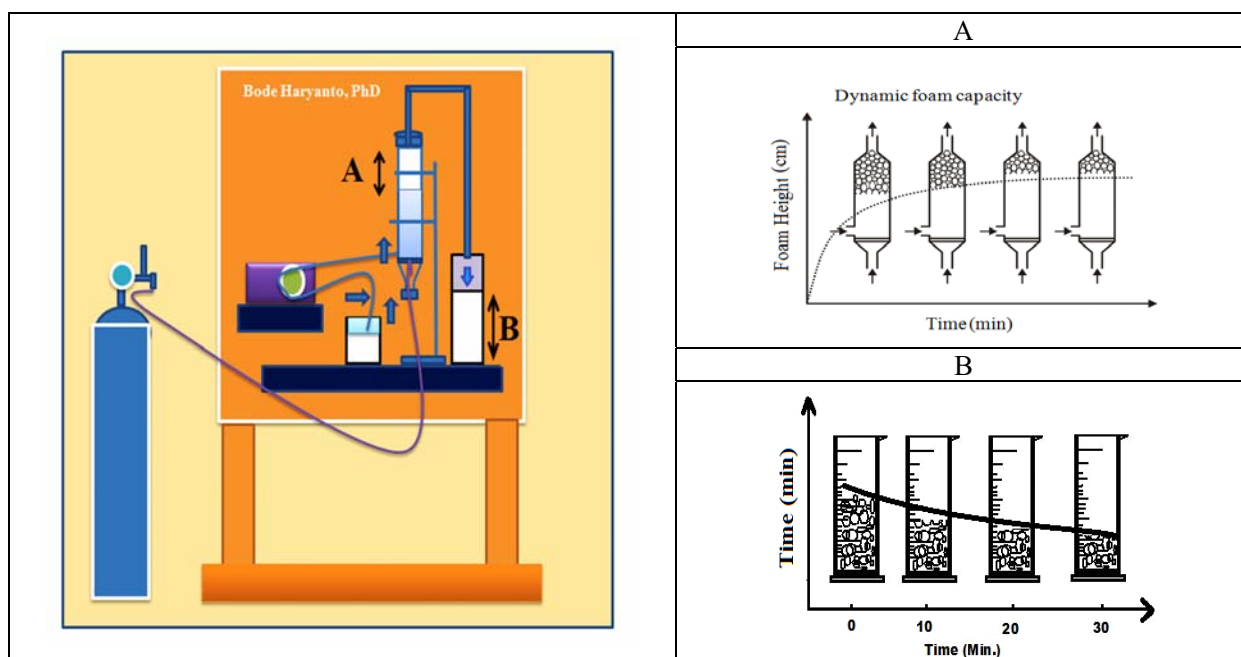 Bode Haryanto, PhD
A
B
A
Dynamic foam capacity
Foam Height (cm)
Time (min)
B
Time (min)
0 10 20 30
Time (Min.)